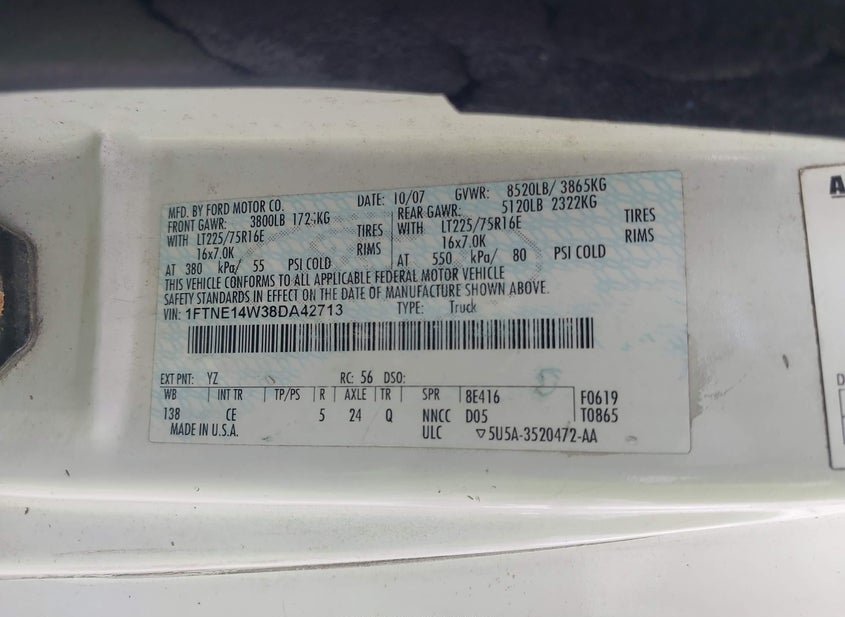 MFD. BY FORD MOTOR CO.
DATE: 10/07 GVWR: 8520LB/ 3865KG
FRONT GAWR: 3800LB KG
WITH LT225/75R16E TIRES
16x7.0K RIMS
AT 380 kPa/ 55 PSI COLD
REAR GAWR: 5120LB 2322KG
WITH LT225/75R16E TIRES
16x7.0K RIMS
AT 550 kPa/ 80 PSI COLD
THIS VEHICLE CONFORMS TO ALL APPLICABLE FEDERAL MOTOR VEHICLE
SAFETY STANDARDS IN EFFECT ON THE DATE OF MANUFACTURE SHOWN ABOVE.
VIN: 1FTNE14W38DA42713 TYPE: Truck
EXT PNT: YZ RC: 56 DSO:
WB INT TR TP/PS R AXLE TR SPR 8E416 F0619
138 CE 5 24 Q NNCC D05 T0865
MADE IN U.S.A. ULC ▽5U5A-3520472-AA